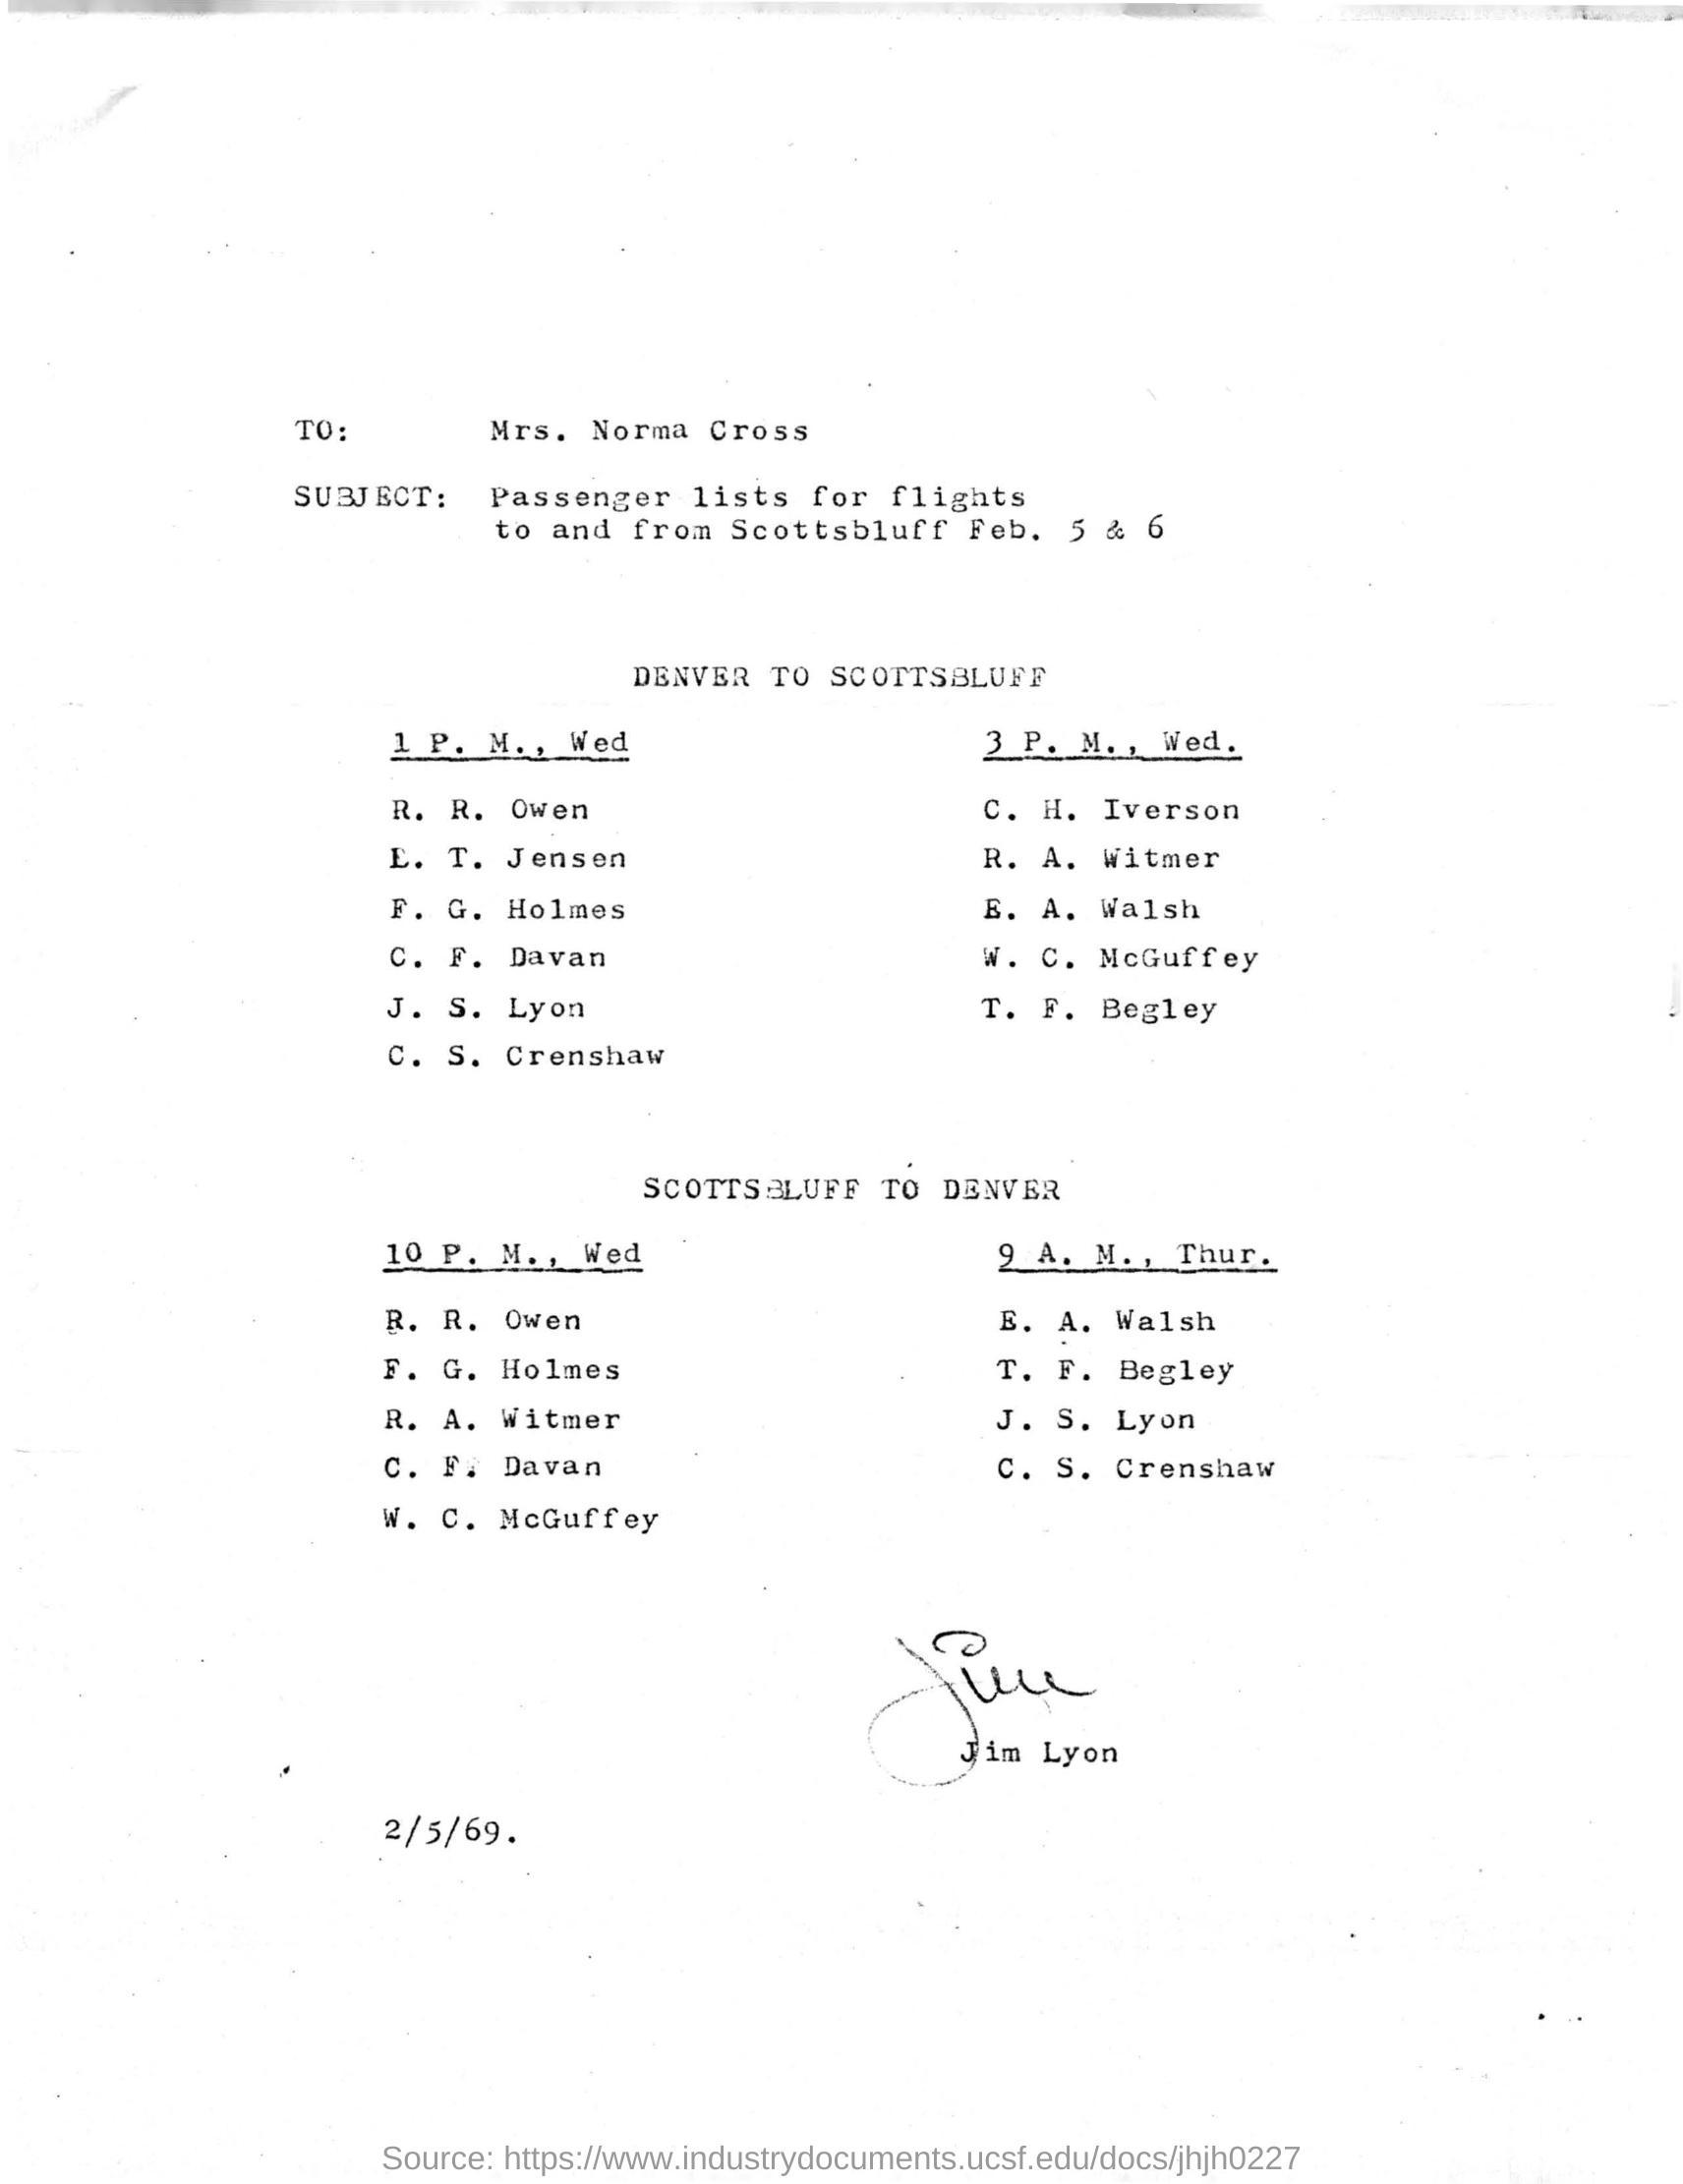 TO: Mrs. Norma Cross
SUBJECT: Passenger lists for flights
to and from Scottsbluff Feb. 5 & 6
DENVER TO SCOTTSBLUFF
1 P. M., Wed 3 P. M., Wed.
R. R. Owen C. H. Iverson
L. T. Jensen R. A. Witmer
F. G. Holmes E. A. Walsh
C. F. Davan W. C. McGuffey
J. S. Lyon T. F. Begley
C. S. Crenshaw
SCOTTSBLUFF TO DENVER
10 P. M., Wed 9 A. M., Thur.
R. R. Owen E. A. Walsh
F. G. Holmes T. F. Begley
R. A. Witmer J. S. Lyon
C. F. Davan C. S. Crenshaw
W. C. McGuffey
Jim
Jim Lyon
2/5/69.
Source: https://www.industrydocuments.ucsf.edu/docs/jhjh0227